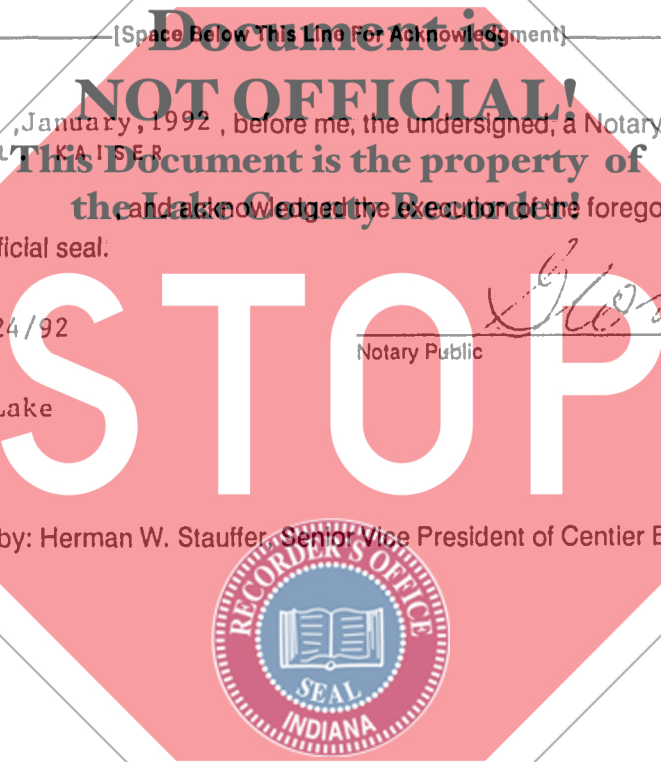 Document is
[Space Below This Line For Acknowledgment]
NOT OFFICIAL!
,January,1992 , before me, the undersigned, a Notary
This Document is the property of
KAISER
the Lake County Recorder!
, and acknowledged the execution of the forego
ficial seal.
24/92
STOP
Notary Public
Lake
by: Herman W. Stauffer, Senior Vice President of Centier B
RECORDER'S OFFICE
SEAL
INDIANA